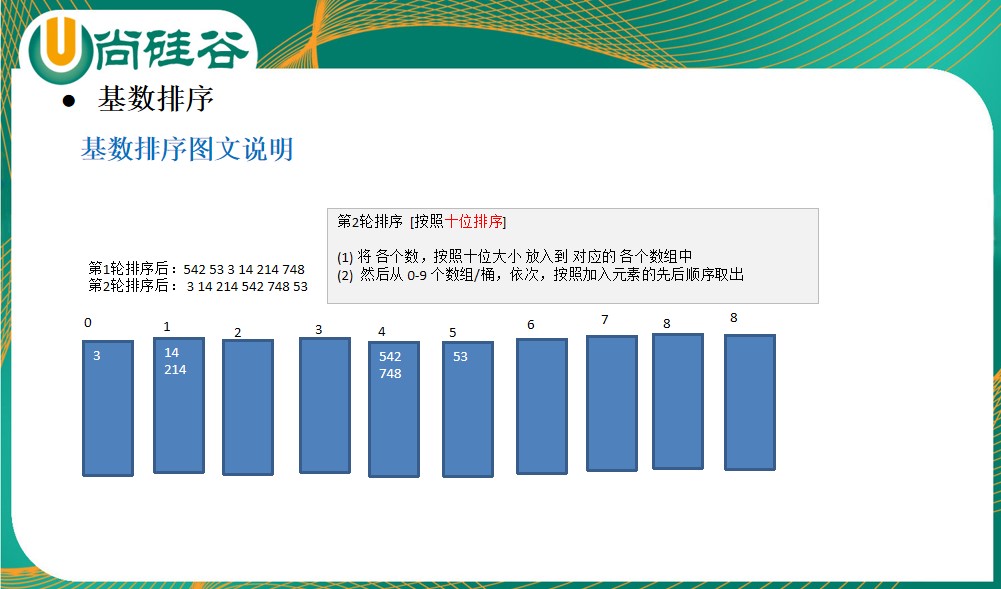 U尚硅谷
● 基数排序
基数排序图文说明
第2轮排序 [按照十位排序]
(1) 将 各个数，按照十位大小 放入到 对应的 各个数组中
(2) 然后从 0-9 个数组/桶，依次，按照加入元素的先后顺序取出
第1轮排序后：542 53 3 14 214 748
第2轮排序后： 3 14 214 542 748 53
0 1 2 3 4 5 6 7 8 8
3 14 542 53
214 748